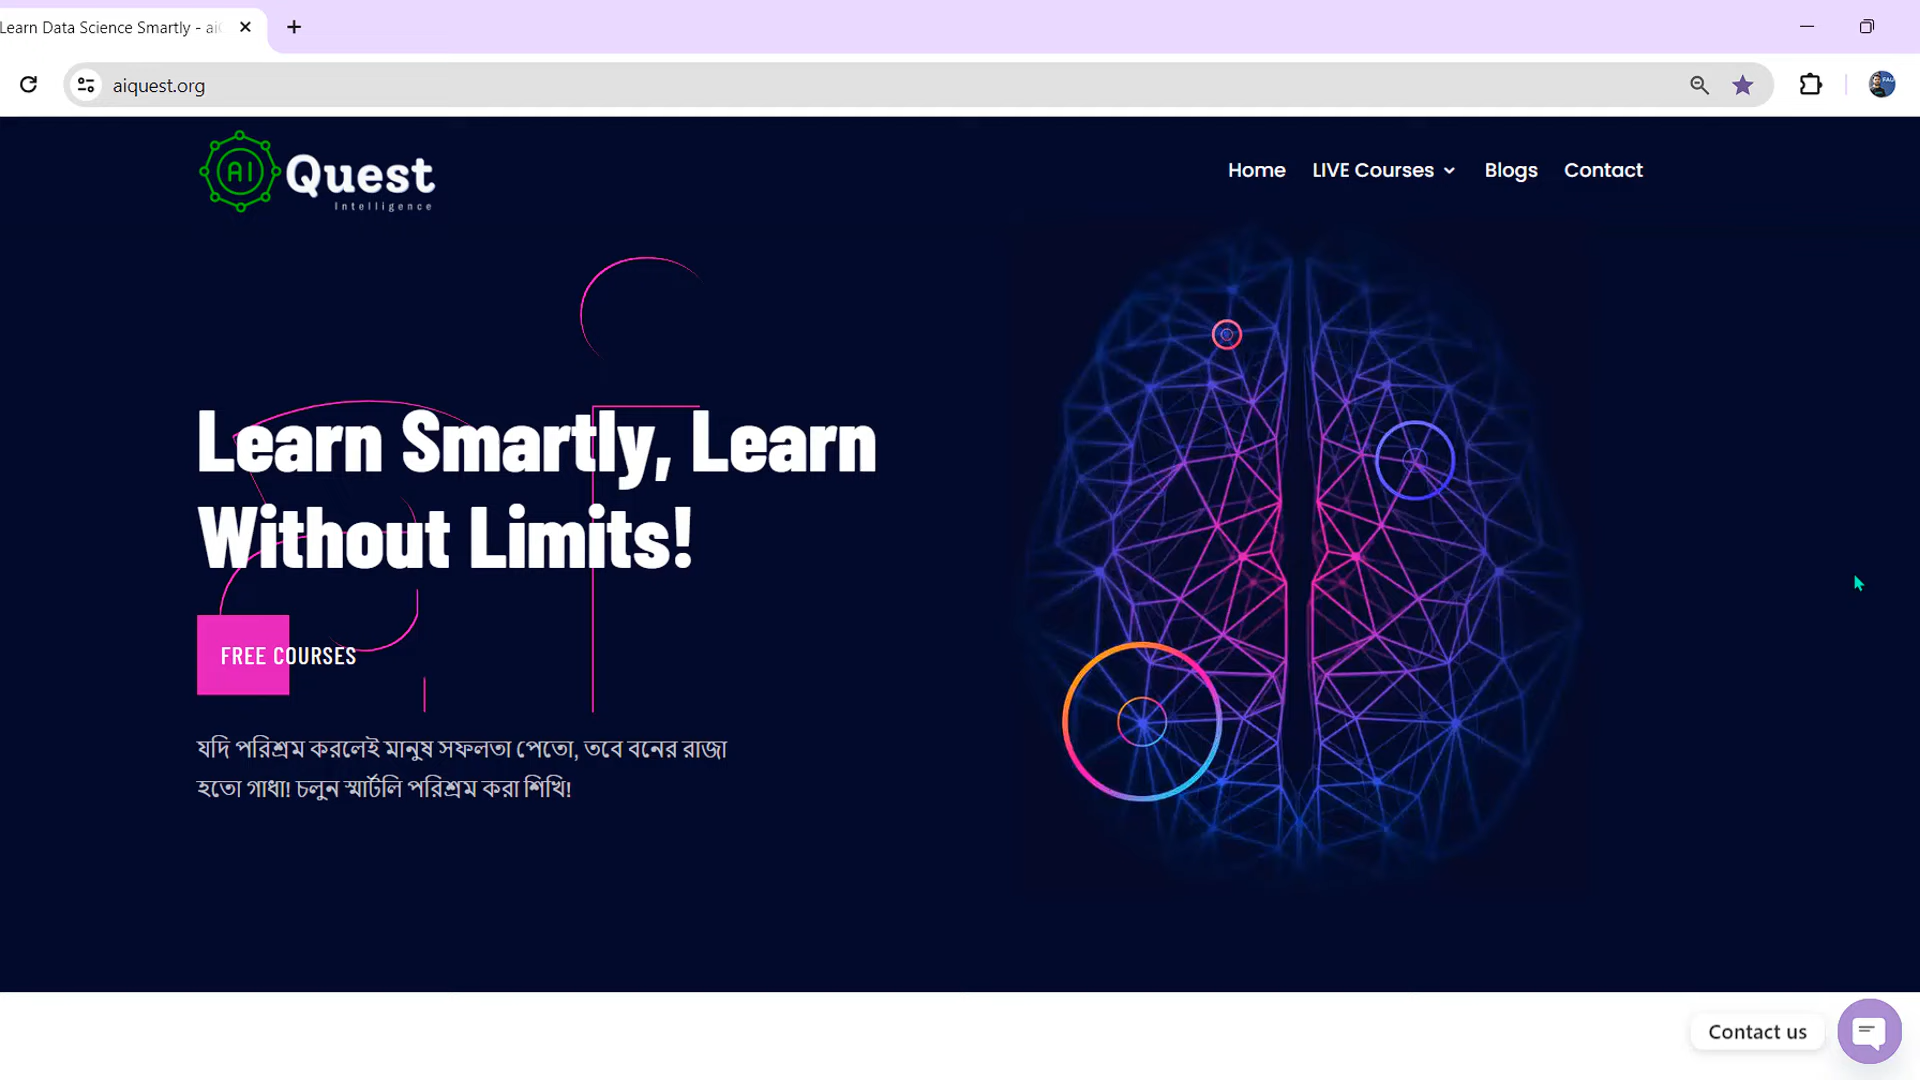 Learn Data Science Smartly - ai
aiquest.org
AI Quest
Intelligence
Home LIVE Courses Blogs Contact
Learn Smartly, Learn
Without Limits!
FREE COURSES
যদি পরিশ্রম করলেই মানুষ সফলতা পেতো, তবে বনের রাজা
হতো গাধা! চলুন স্মার্টলি পরিশ্রম করা শিখি!
Contact us